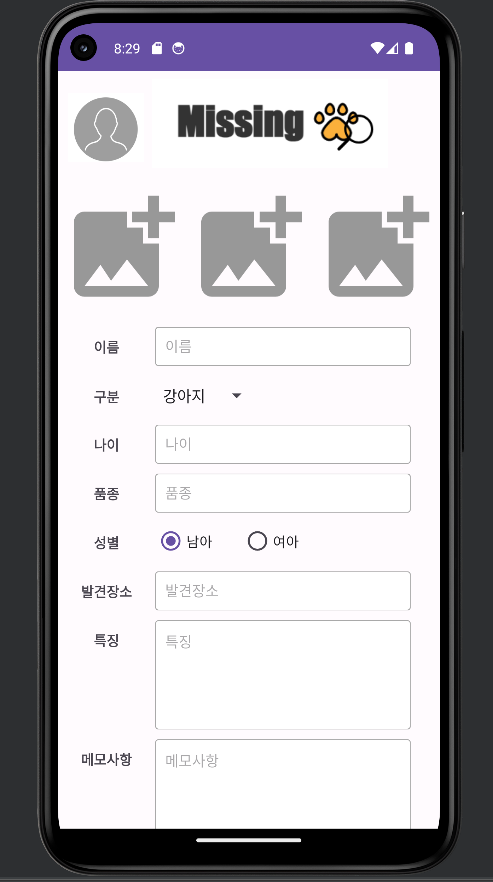 8:29
Missing
이름 이름
구분 강아지
나이 나이
품종 품종
성별 남아 여아
발견장소 발견장소
특징 특징
메모사항 메모사항